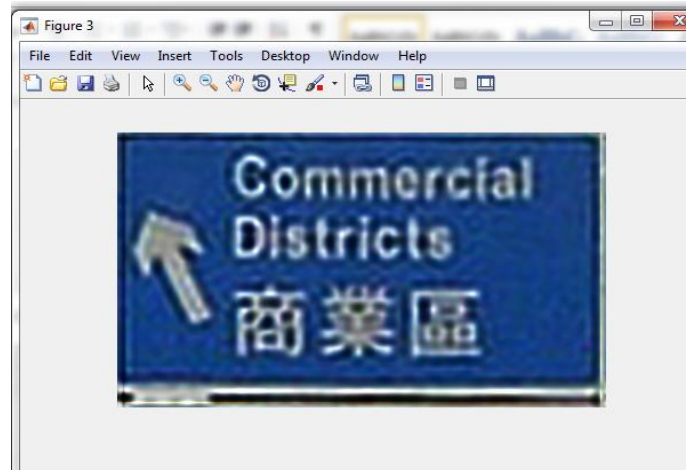 Figure 3
File Edit View Insert Tools Desktop Window Help
Commercial
Districts
商業區